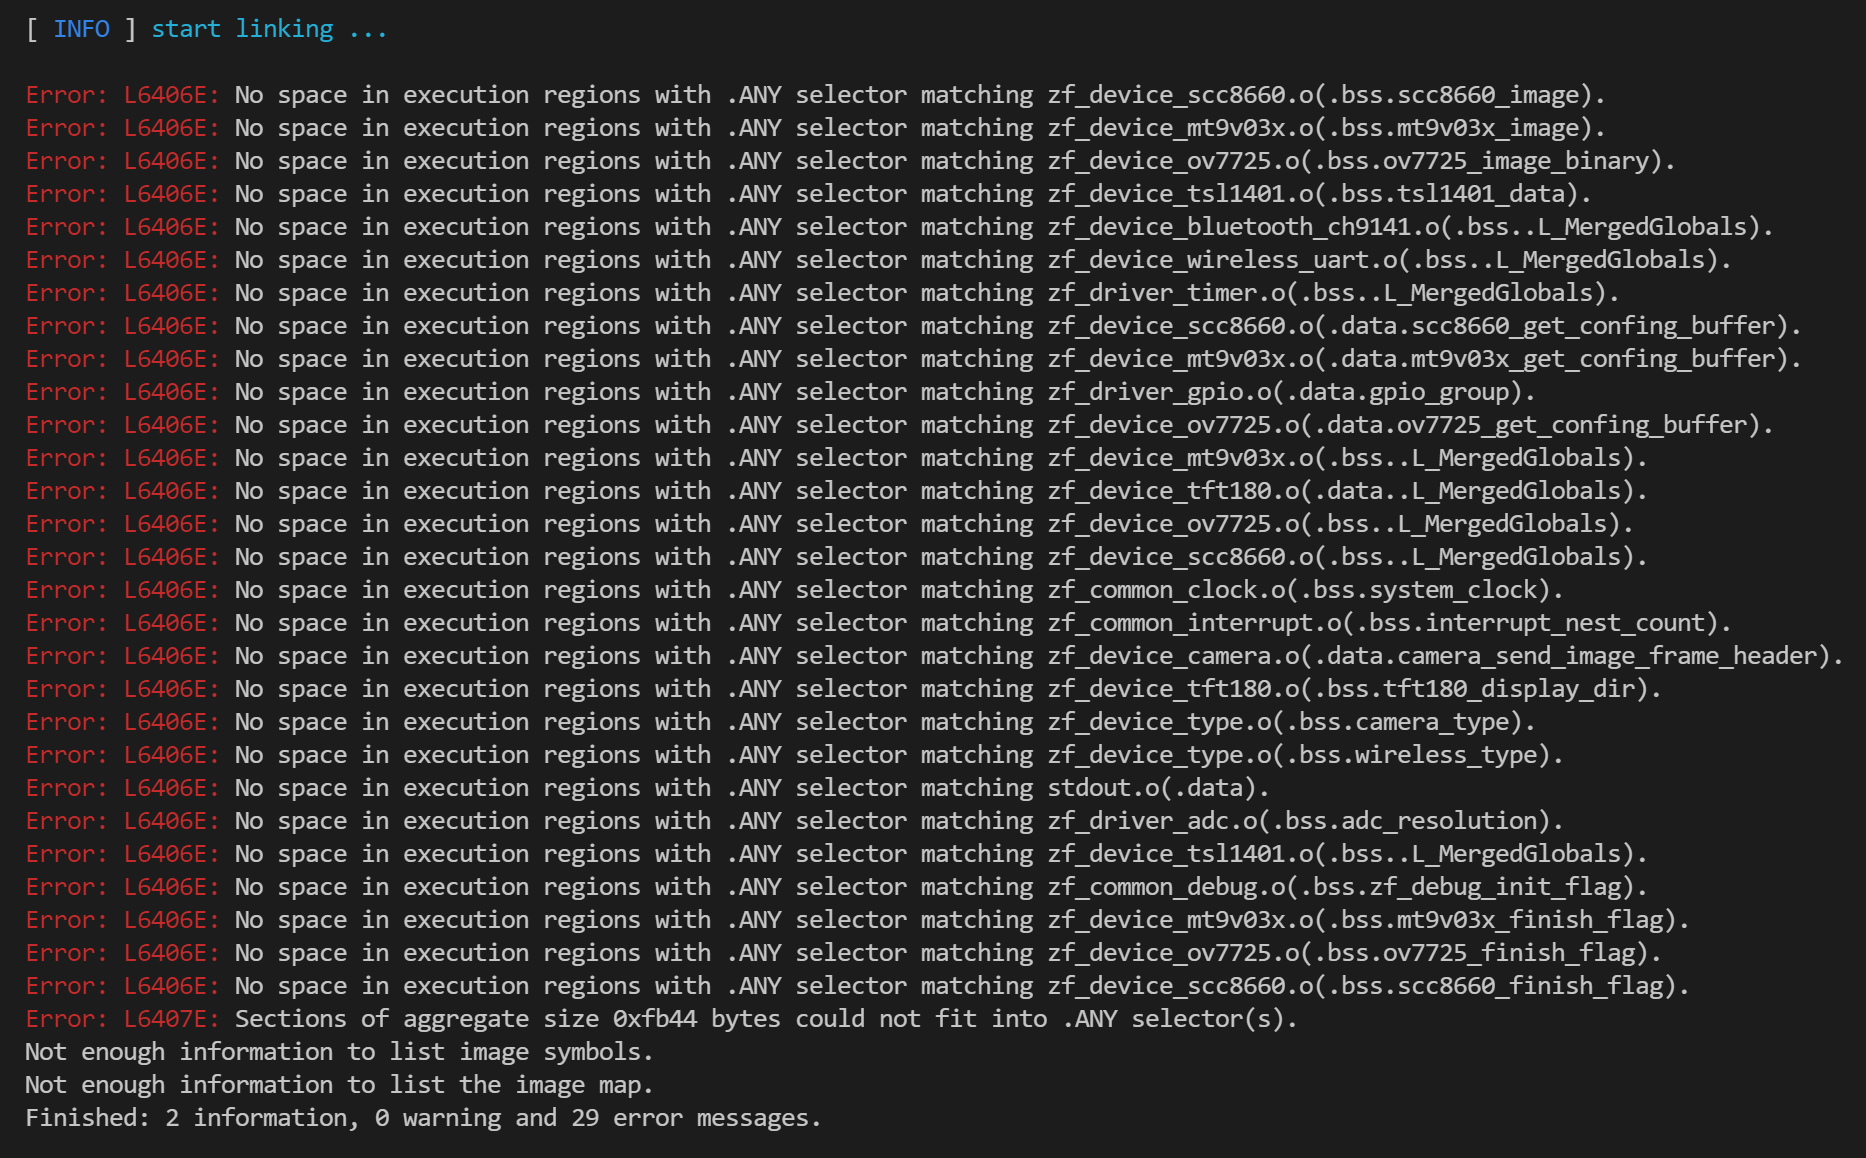 [ INFO ] start linking ...
Error: L6406E: No space in execution regions with .ANY selector matching zf_device_scc8660.o(.bss.scc8660_image).
Error: L6406E: No space in execution regions with .ANY selector matching zf_device_mt9v03x.o(.bss.mt9v03x_image).
Error: L6406E: No space in execution regions with .ANY selector matching zf_device_ov7725.o(.bss.ov7725_image_binary).
Error: L6406E: No space in execution regions with .ANY selector matching zf_device_tsl1401.o(.bss.tsl1401_data).
Error: L6406E: No space in execution regions with .ANY selector matching zf_device_bluetooth_ch9141.o(.bss..L_MergedGlobals).
Error: L6406E: No space in execution regions with .ANY selector matching zf_device_wireless_uart.o(.bss..L_MergedGlobals).
Error: L6406E: No space in execution regions with .ANY selector matching zf_driver_timer.o(.bss..L_MergedGlobals).
Error: L6406E: No space in execution regions with .ANY selector matching zf_device_scc8660.o(.data.scc8660_get_confing_buffer).
Error: L6406E: No space in execution regions with .ANY selector matching zf_device_mt9v03x.o(.data.mt9v03x_get_confing_buffer).
Error: L6406E: No space in execution regions with .ANY selector matching zf_driver_gpio.o(.data.gpio_group).
Error: L6406E: No space in execution regions with .ANY selector matching zf_device_ov7725.o(.data.ov7725_get_confing_buffer).
Error: L6406E: No space in execution regions with .ANY selector matching zf_device_mt9v03x.o(.bss..L_MergedGlobals).
Error: L6406E: No space in execution regions with .ANY selector matching zf_device_tft180.o(.data..L_MergedGlobals).
Error: L6406E: No space in execution regions with .ANY selector matching zf_device_ov7725.o(.bss..L_MergedGlobals).
Error: L6406E: No space in execution regions with .ANY selector matching zf_device_scc8660.o(.bss..L_MergedGlobals).
Error: L6406E: No space in execution regions with .ANY selector matching zf_common_clock.o(.bss.system_clock).
Error: L6406E: No space in execution regions with .ANY selector matching zf_common_interrupt.o(.bss.interrupt_nest_count).
Error: L6406E: No space in execution regions with .ANY selector matching zf_device_camera.o(.data.camera_send_image_frame_header).
Error: L6406E: No space in execution regions with .ANY selector matching zf_device_tft180.o(.bss.tft180_display_dir).
Error: L6406E: No space in execution regions with .ANY selector matching zf_device_type.o(.bss.camera_type).
Error: L6406E: No space in execution regions with .ANY selector matching zf_device_type.o(.bss.wireless_type).
Error: L6406E: No space in execution regions with .ANY selector matching stdout.o(.data).
Error: L6406E: No space in execution regions with .ANY selector matching zf_driver_adc.o(.bss.adc_resolution).
Error: L6406E: No space in execution regions with .ANY selector matching zf_device_tsl1401.o(.bss..L_MergedGlobals).
Error: L6406E: No space in execution regions with .ANY selector matching zf_common_debug.o(.bss.zf_debug_init_flag).
Error: L6406E: No space in execution regions with .ANY selector matching zf_device_mt9v03x.o(.bss.mt9v03x_finish_flag).
Error: L6406E: No space in execution regions with .ANY selector matching zf_device_ov7725.o(.bss.ov7725_finish_flag).
Error: L6406E: No space in execution regions with .ANY selector matching zf_device_scc8660.o(.bss.scc8660_finish_flag).
Error: L6407E: Sections of aggregate size 0xfb44 bytes could not fit into .ANY selector(s).
Not enough information to list image symbols.
Not enough information to list the image map.
Finished: 2 information, 0 warning and 29 error messages.